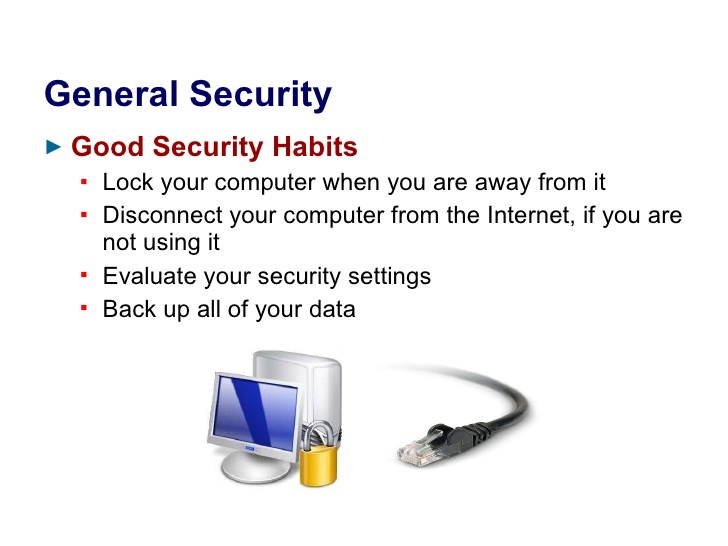 General Security
► Good Security Habits
▪ Lock your computer when you are away from it
▪ Disconnect your computer from the Internet, if you are
not using it
▪ Evaluate your security settings
▪ Back up all of your data